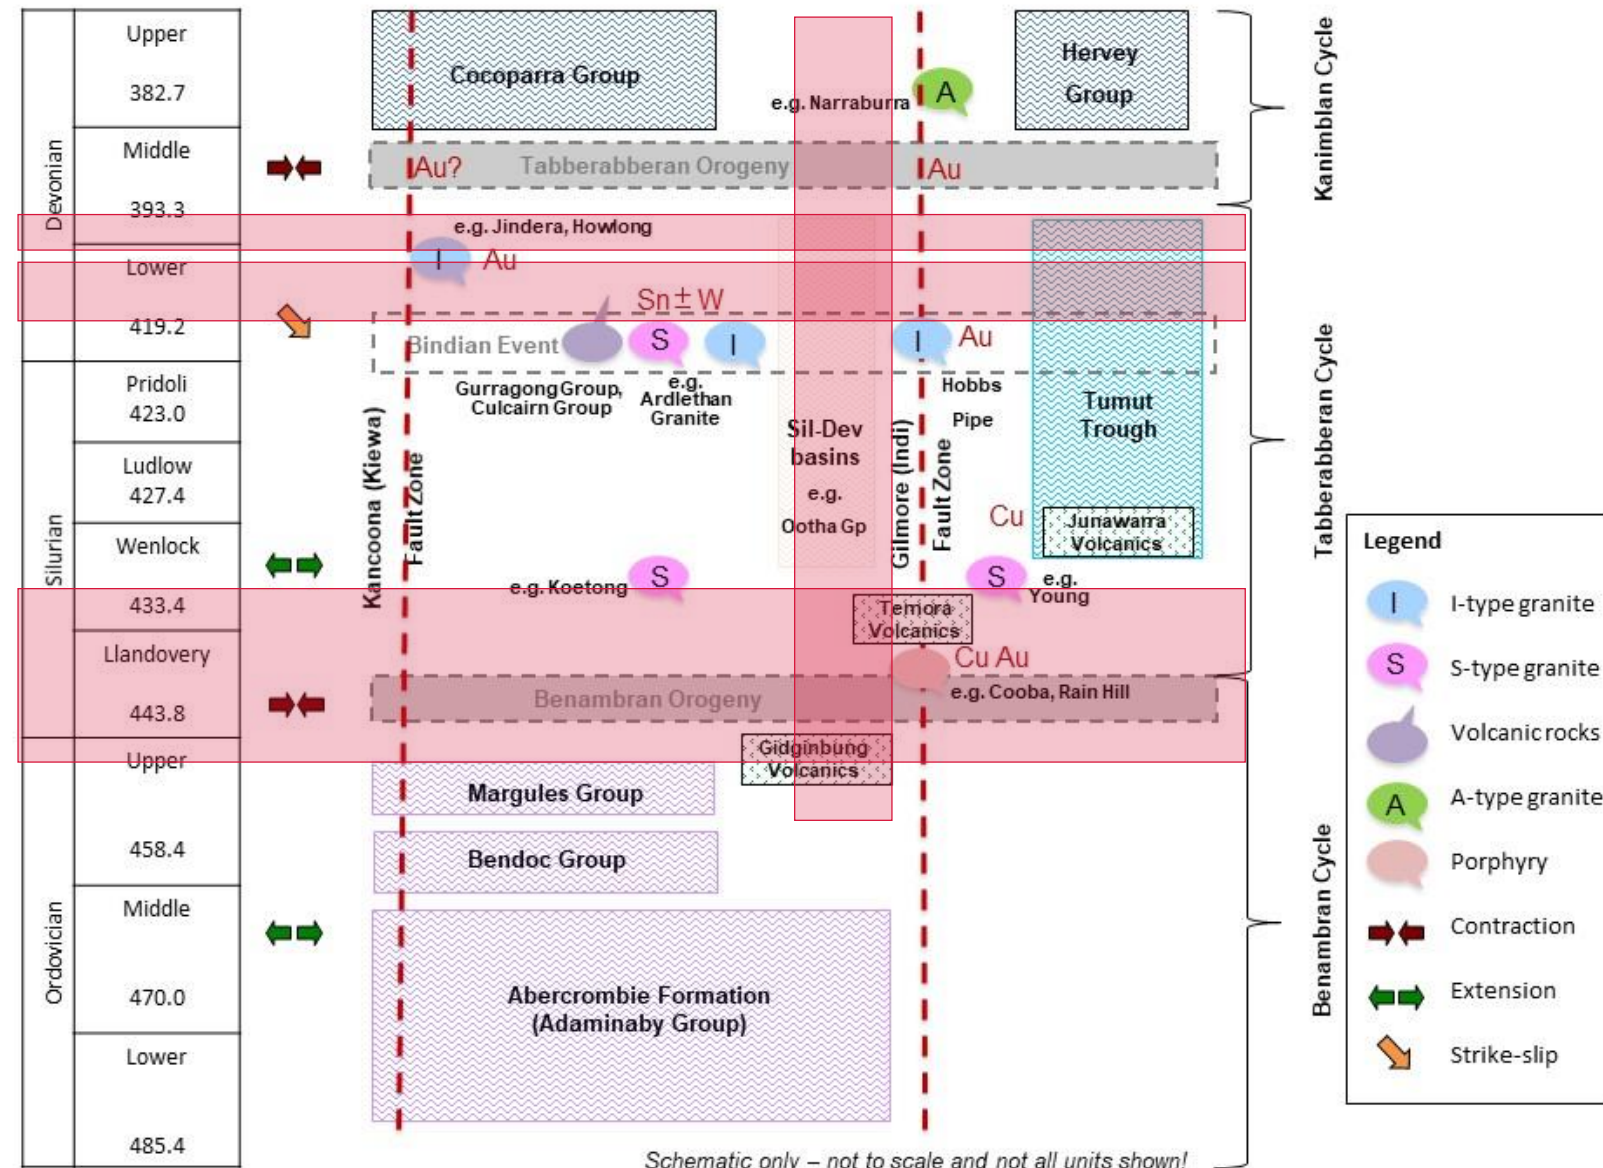 Devonian
Upper
382.7
Middle
393.3
Lower
419.2
Silurian
Pridoli
423.0
Ludlow
427.4
Wenlock
433.4
Llandovery
443.8
Ordovician
Upper
458.4
Middle
470.0
Lower
485.4
Cocoparra Group
e.g. Narraburra
A
Hervey
Group
Au?
Tabberabberan Orogeny
Au
e.g. Jindera, Howlong
I
Au
Sn ± W
Bindian Event
S
I
I
Au
Gurragong Group,
Culcairn Group
e.g.
Ardlethan
Granite
Hobbs
Pipe
Tumut
Trough
Sil-Dev
basins
e.g.
Ootha Gp
Kancoona (Kiewa)
Fault Zone
Gilmore (Indi)
Fault Zone
Cu
Junawarra
Volcanics
e.g. Koetong
S
S
e.g.
Young
Temora
Volcanics
Cu Au
Benambran Orogeny
e.g. Cooba, Rain Hill
Gidginbung
Volcanics
Margules Group
Bendoc Group
Abercrombie Formation
(Adaminaby Group)
Schematic only – not to scale and not all units shown!
Kanimblan Cycle
Tabberabberan Cycle
Benambran Cycle
Legend
I
I-type granite
S
S-type granite
Volcanic rocks
A
A-type granite
Porphyry
Contraction
Extension
Strike-slip